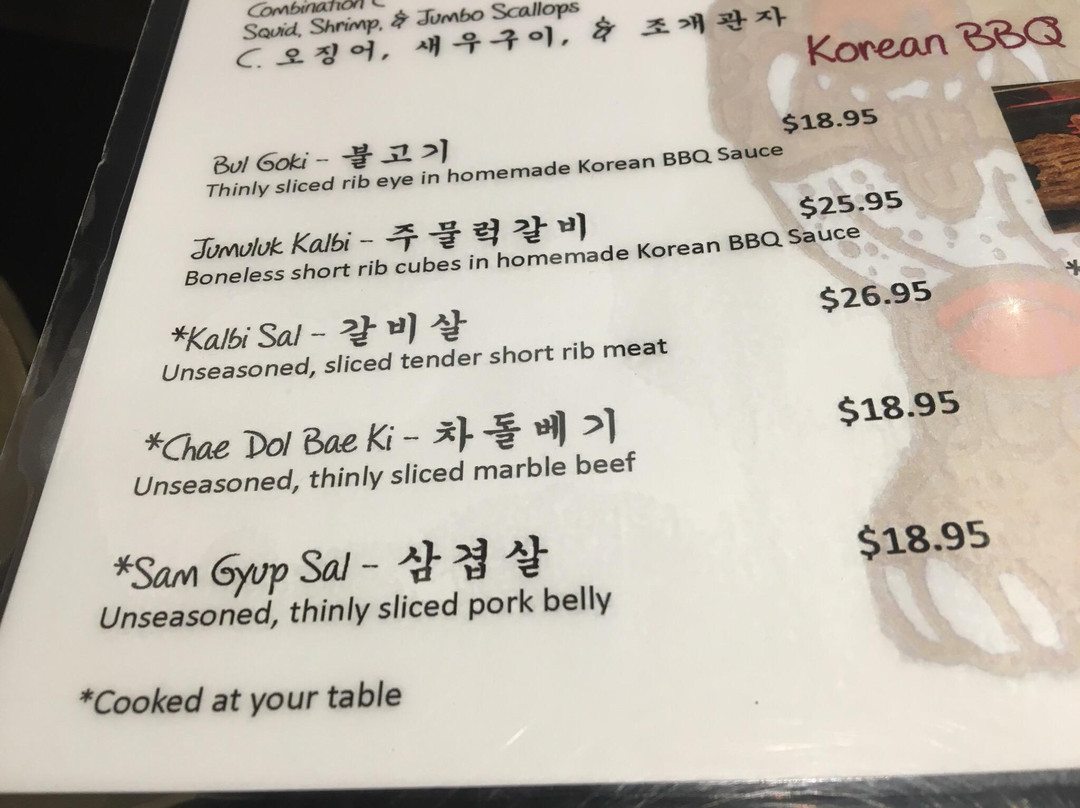 Combination C
Squid, Shrimp, & Jumbo Scallops
C. 오징어, 새우구이, & 조개관자
Korean BBQ
Bul Goki - 불고기 $18.95
Thinly sliced rib eye in homemade Korean BBQ Sauce
Jumuluk Kalbi - 주물럭갈비 $25.95
Boneless short rib cubes in homemade Korean BBQ Sauce
*Kalbi Sal - 갈비살 $26.95
Unseasoned, sliced tender short rib meat
*Chae Dol Bae Ki - 차돌베기 $18.95
Unseasoned, thinly sliced marble beef
*Sam Gyup Sal - 삼겹살 $18.95
Unseasoned, thinly sliced pork belly
*Cooked at your table
*